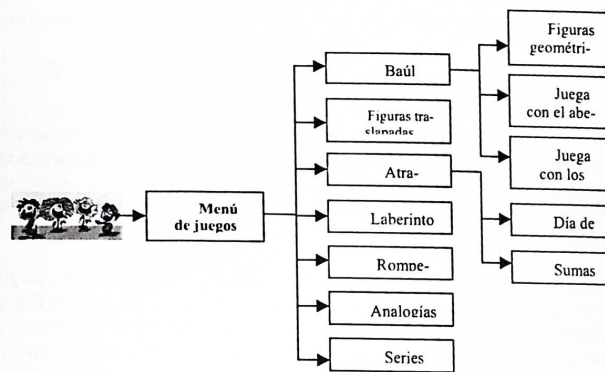 Menú
de juegos
Baúl
Figuras tras-
lapadas
Atra-
Laberinto
Rompe-
Analogías
Series
Figuras
geométri-
Juega
con el abe-
Juega
con los
Día de
Sumas